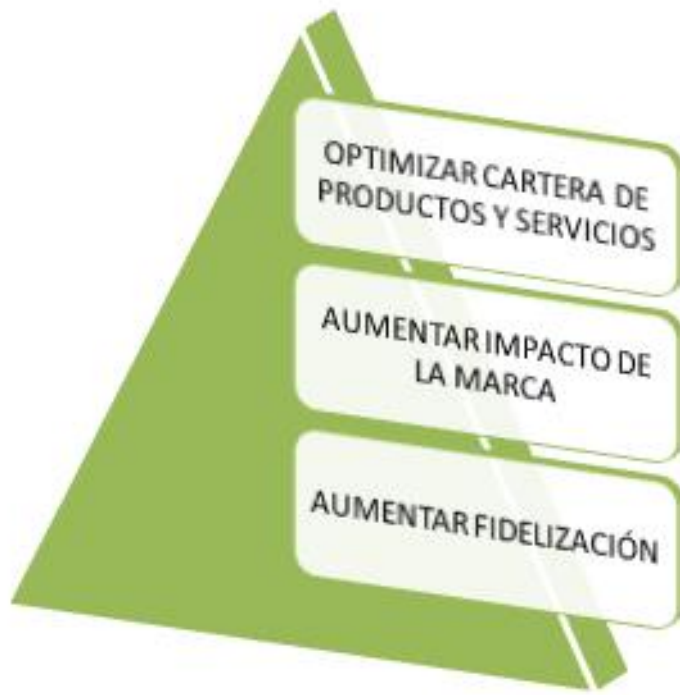 OPTIMIZAR CARTERA DE
PRODUCTOS Y SERVICIOS
AUMENTAR IMPACTO DE
LA MARCA
AUMENTAR FIDELIZACIÓN